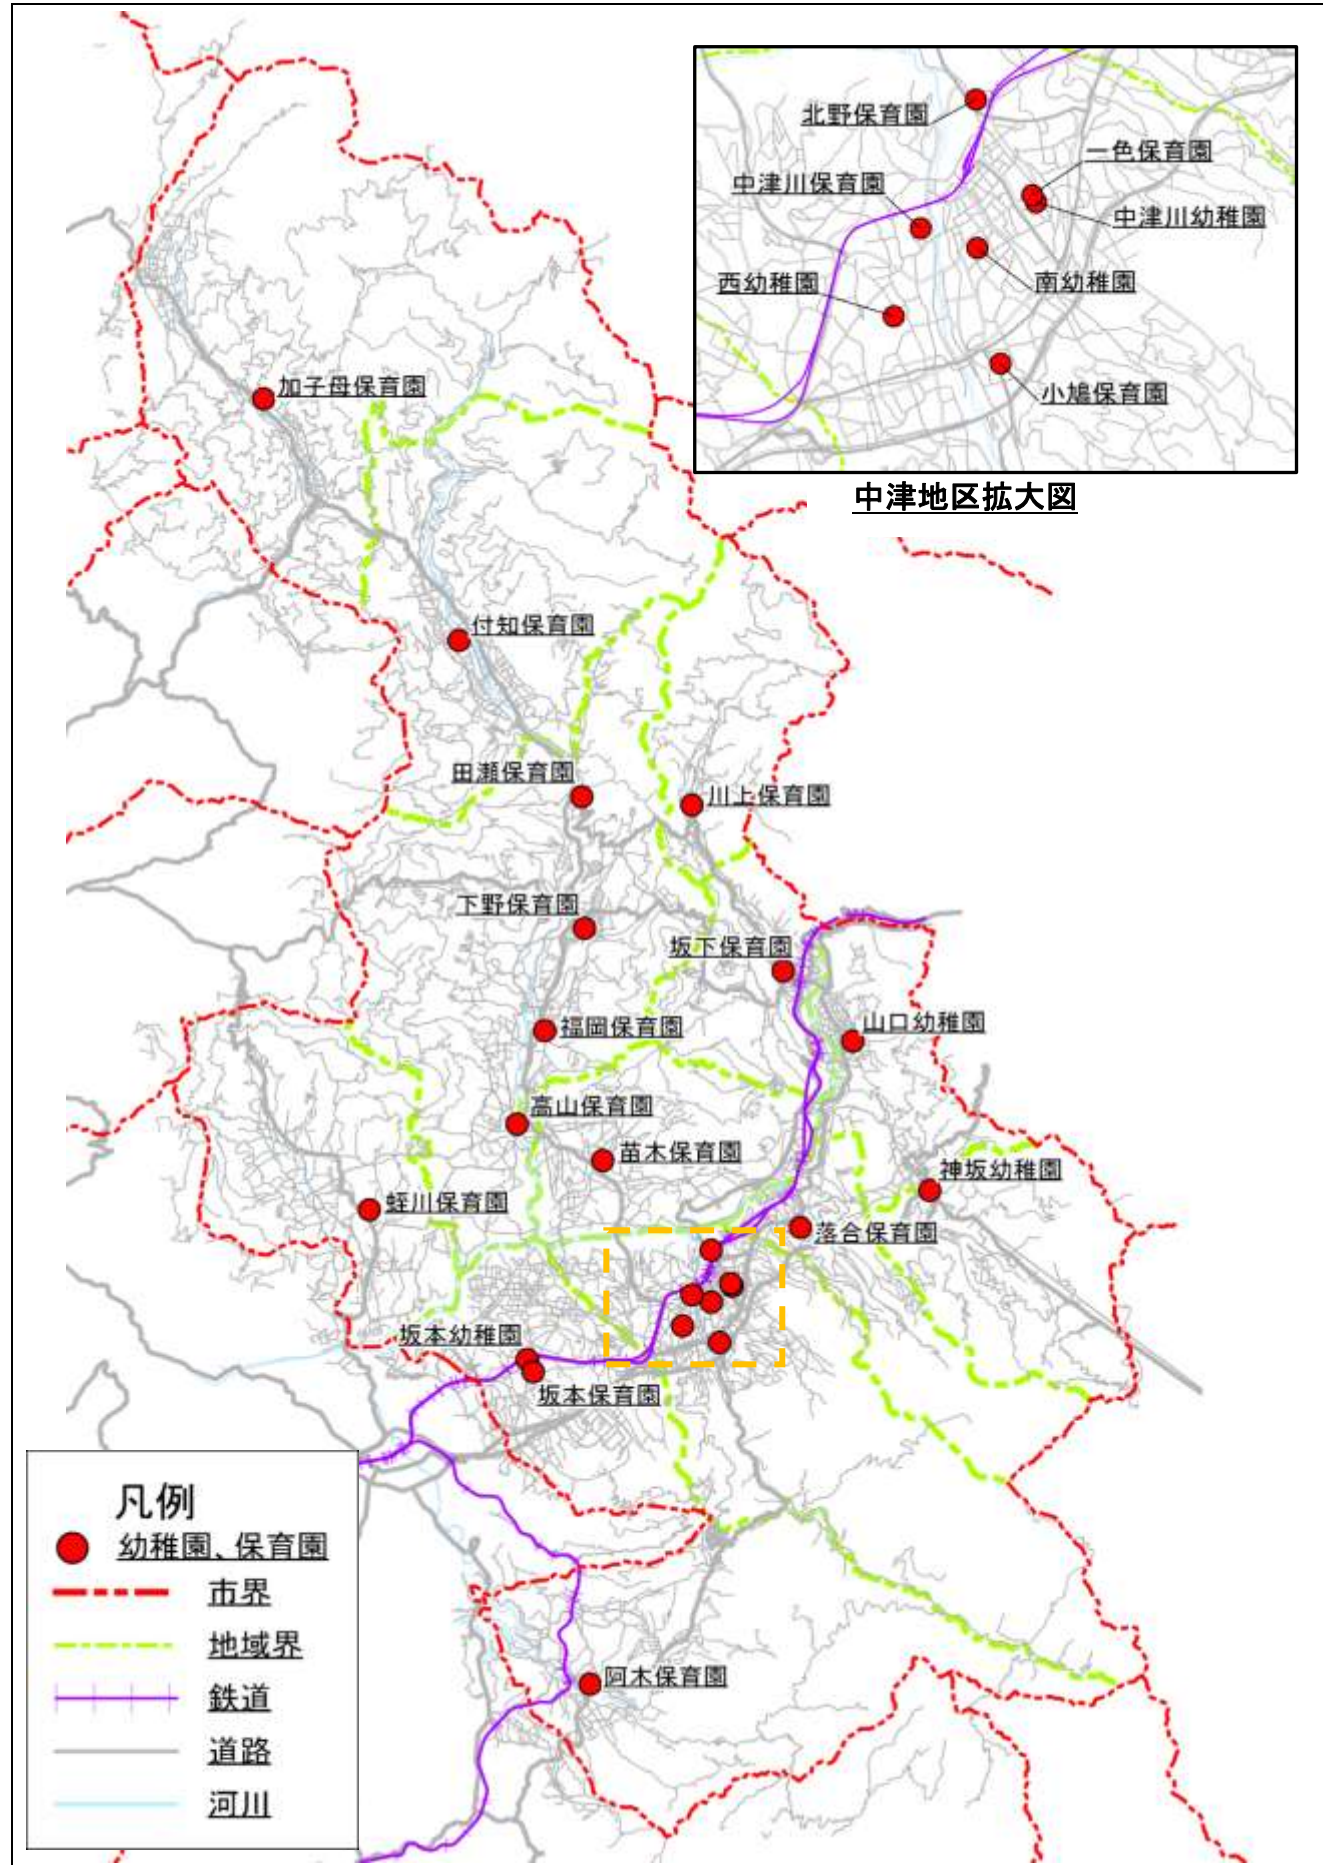 北野保育園
一色保育園
中津川保育園
中津川幼稚園
西幼稚園
南幼稚園
小鳩保育園
中津地区拡大図
加子母保育園
付知保育園
田瀬保育園
川上保育園
下野保育園
坂下保育園
福岡保育園
山口幼稚園
高山保育園
苗木保育園
神坂幼稚園
蛭川保育園
落合保育園
坂本幼稚園
坂本保育園
阿木保育園
凡例
幼稚園、保育園
市界
地域界
鉄道
道路
河川